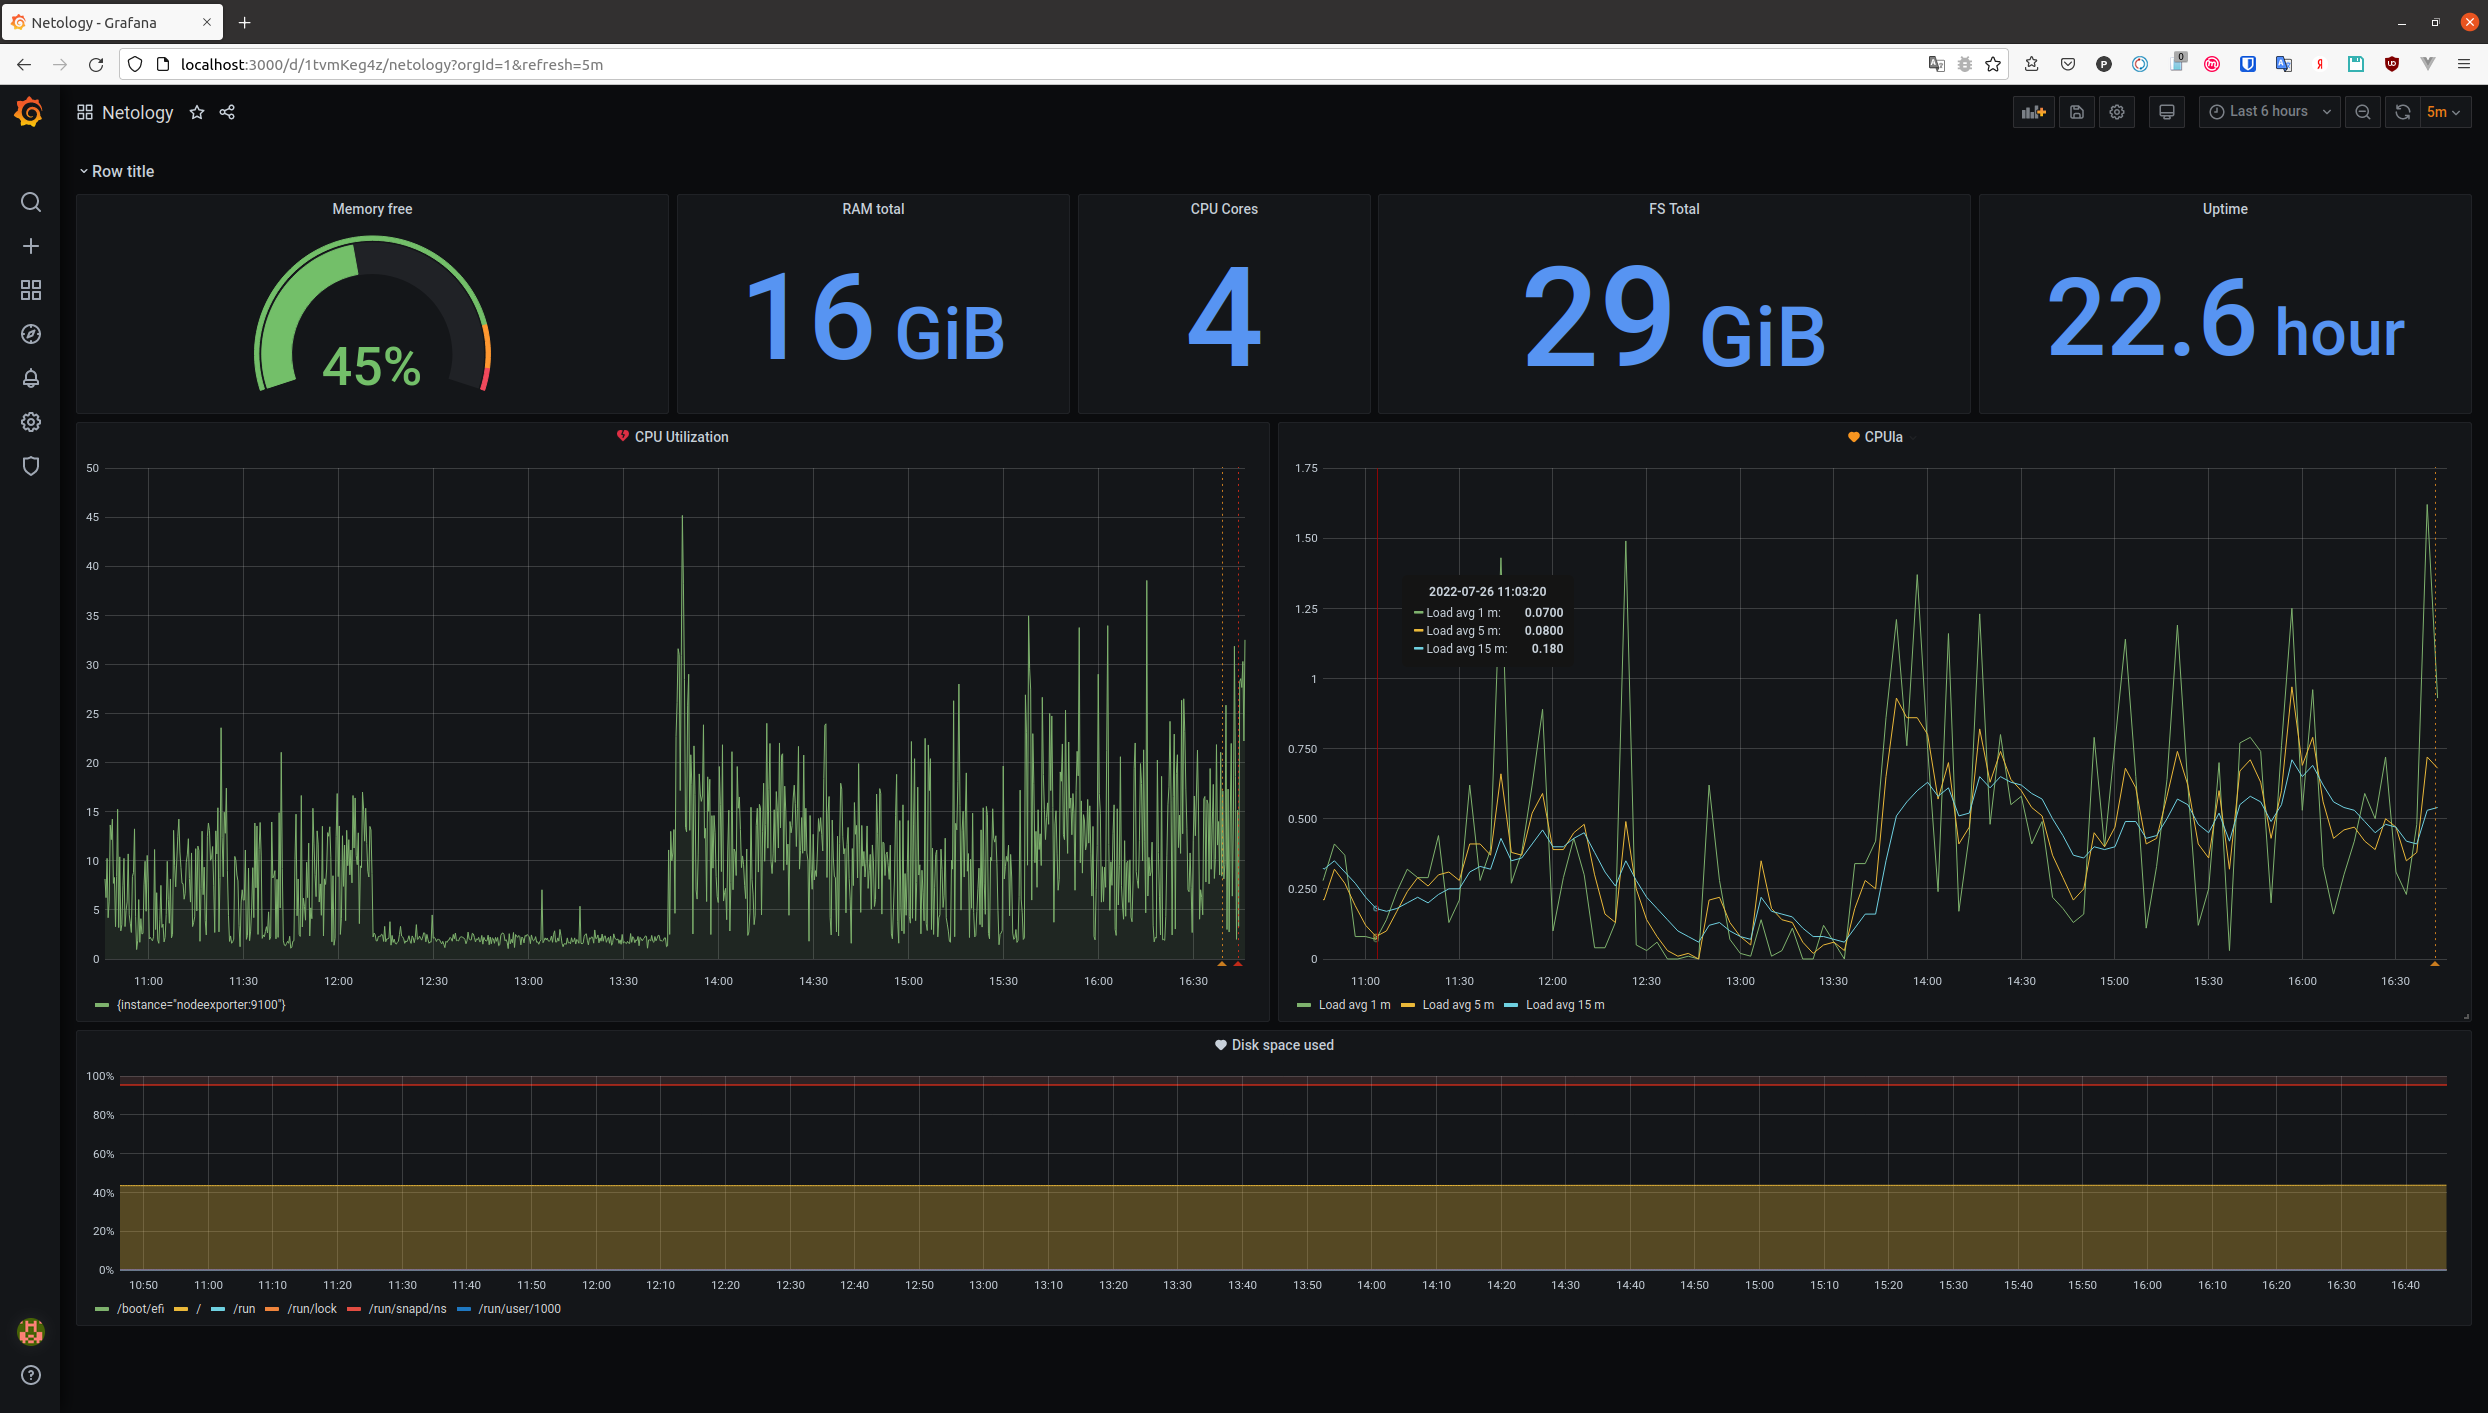 Netology - Grafana
localhost:3000/d/1tvmKeg4z/netology?orgId=1&refresh=5m
0
Netology
Last 6 hours
5m
Row title
Memory free
45%
RAM total
16 GiB
CPU Cores
4
FS Total
29 GiB
Uptime
22.6 hour
CPU Utilization
50
45
40
35
30
25
20
15
10
5
0
11:00 11:30 12:00 12:30 13:00 13:30 14:00 14:30 15:00 15:30 16:00 16:30
{instance="nodeexporter:9100"}
CPUla
1.75
1.50
1.25
1
0.750
0.500
0.250
0
2022-07-26 11:03:20
Load avg 1 m: 0.0700
Load avg 5 m: 0.0800
Load avg 15 m: 0.180
11:00 11:30 12:00 12:30 13:00 13:30 14:00 14:30 15:00 15:30 16:00 16:30
Load avg 1 m Load avg 5 m Load avg 15 m
Disk space used
100%
80%
60%
40%
20%
0%
10:50 11:00 11:10 11:20 11:30 11:40 11:50 12:00 12:10 12:20 12:30 12:40 12:50 13:00 13:10 13:20 13:30 13:40 13:50 14:00 14:10 14:20 14:30 14:40 14:50 15:00 15:10 15:20 15:30 15:40 15:50 16:00 16:10 16:20 16:30 16:40
/boot/efi / /run /run/lock /run/snapd/ns /run/user/1000